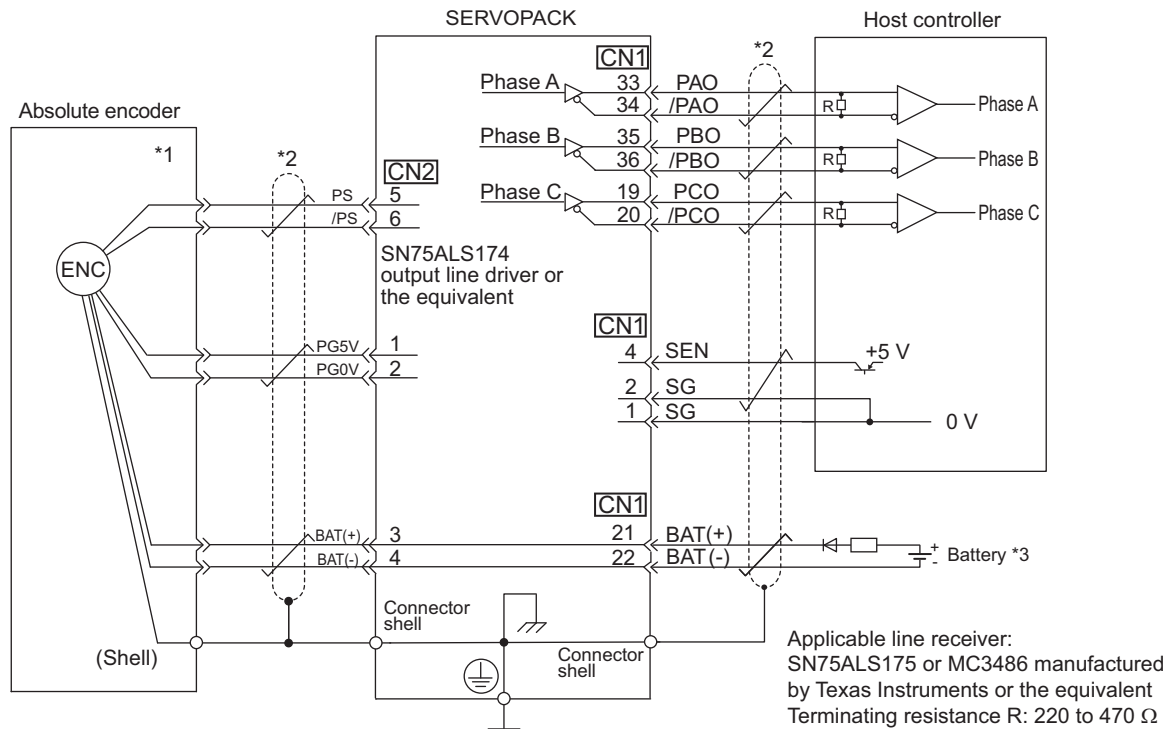 SERVOPACK
Host controller
Absolute encoder
*1
*2
CN2
PS 5
/PS 6
ENC
SN75ALS174
output line driver or
the equivalent
PG5V 1
PG0V 2
BAT(+) 3
BAT(-) 4
Connector
shell
(Shell)
CN1
*2
Phase A 33 PAO
34 /PAO
R
Phase A
Phase B 35 PBO
36 /PBO
R
Phase B
Phase C 19 PCO
20 /PCO
R
Phase C
CN1
4 SEN
+5 V
2 SG
1 SG
0 V
CN1
21 BAT(+)
22 BAT(-)
+
-
Battery *3
Connector
shell
Applicable line receiver:
SN75ALS175 or MC3486 manufactured
by Texas Instruments or the equivalent
Terminating resistance R: 220 to 470 Ω